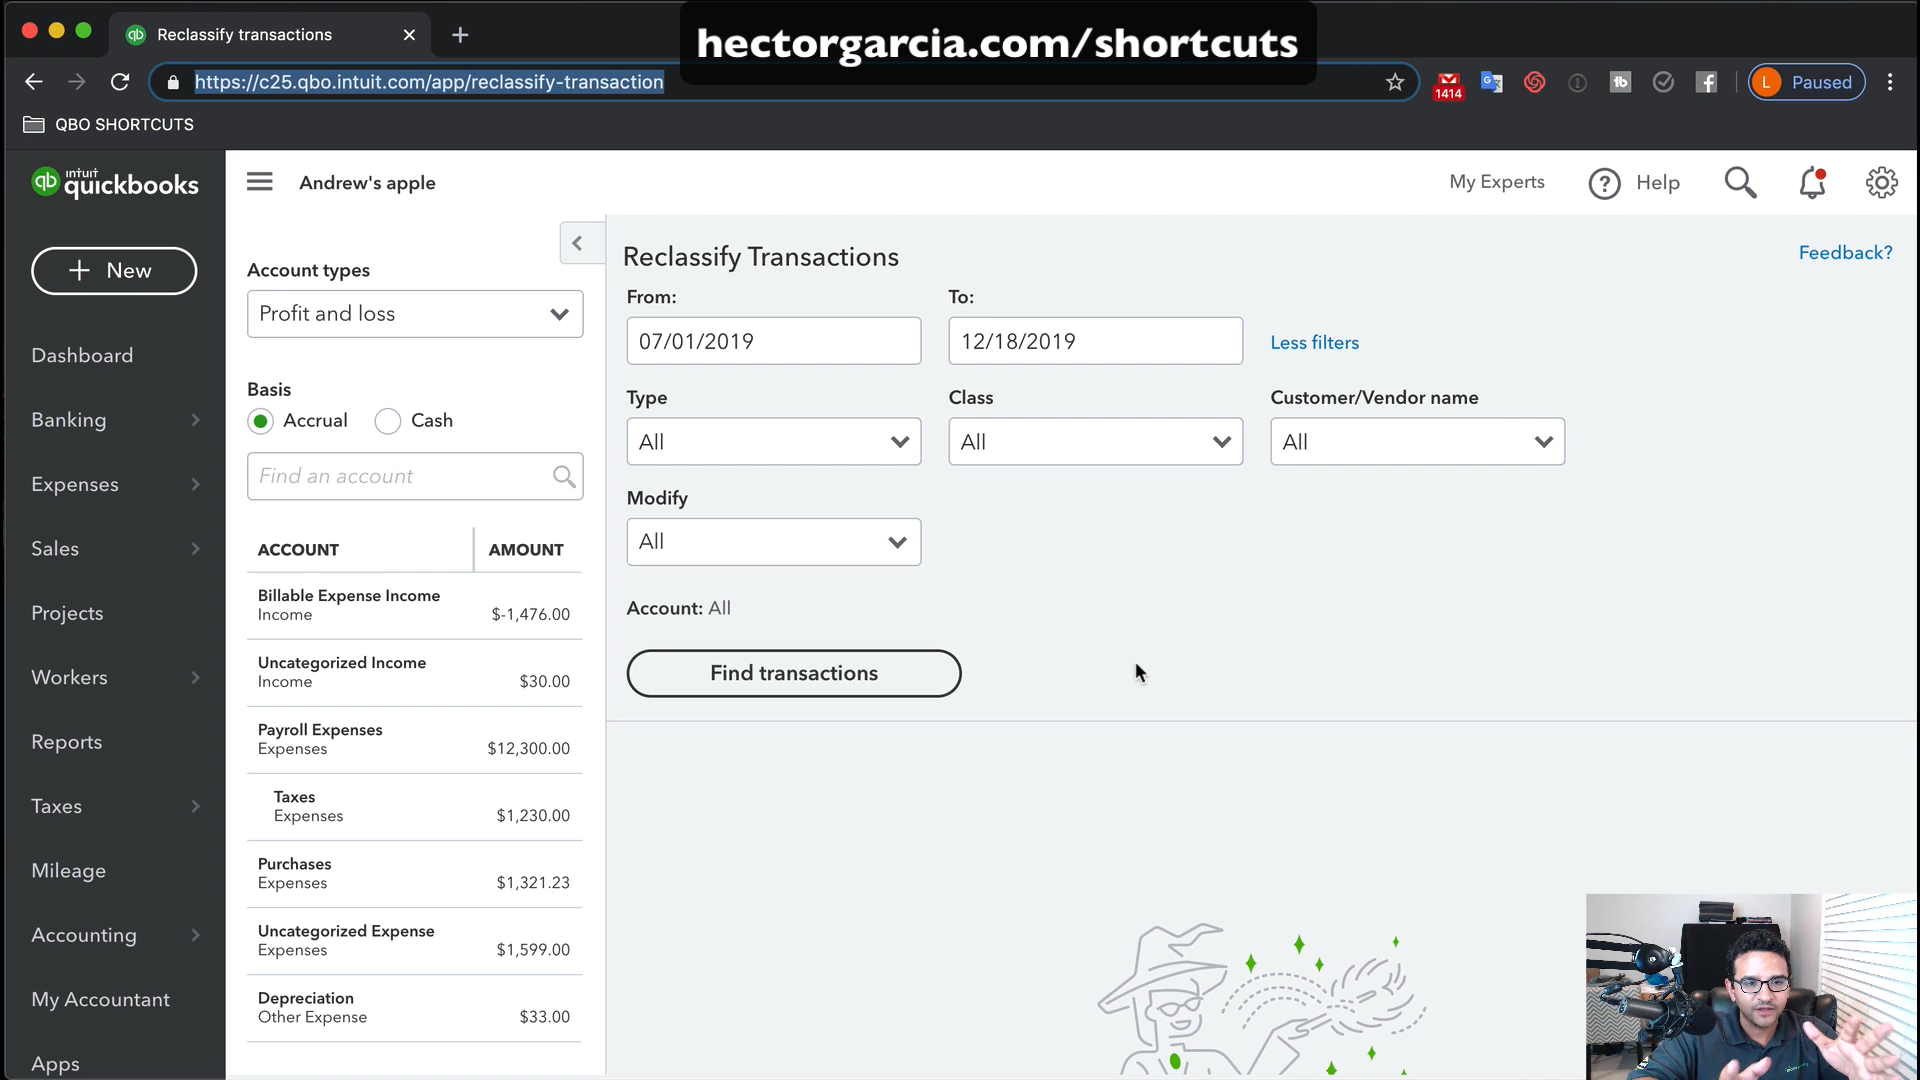 Reclassify transactions
hectorgarcia.com/shortcuts
https://c25.qbo.intuit.com/app/reclassify-transaction
1414
L Paused
QBO SHORTCUTS
qb intuit quickbooks
Andrew's apple
My Experts
Help
New
Dashboard
Banking
Expenses
Sales
Projects
Workers
Reports
Taxes
Mileage
Accounting
My Accountant
Apps
Account types
Profit and loss
Basis
Accrual Cash
Find an account
ACCOUNT AMOUNT
Billable Expense Income
Income $-1,476.00
Uncategorized Income
Income $30.00
Payroll Expenses
Expenses $12,300.00
Taxes
Expenses $1,230.00
Purchases
Expenses $1,321.23
Uncategorized Expense
Expenses $1,599.00
Depreciation
Other Expense $33.00
Reclassify Transactions
Feedback?
From: To:
07/01/2019 12/18/2019 Less filters
Type Class Customer/Vendor name
All All All
Modify
All
Account: All
Find transactions